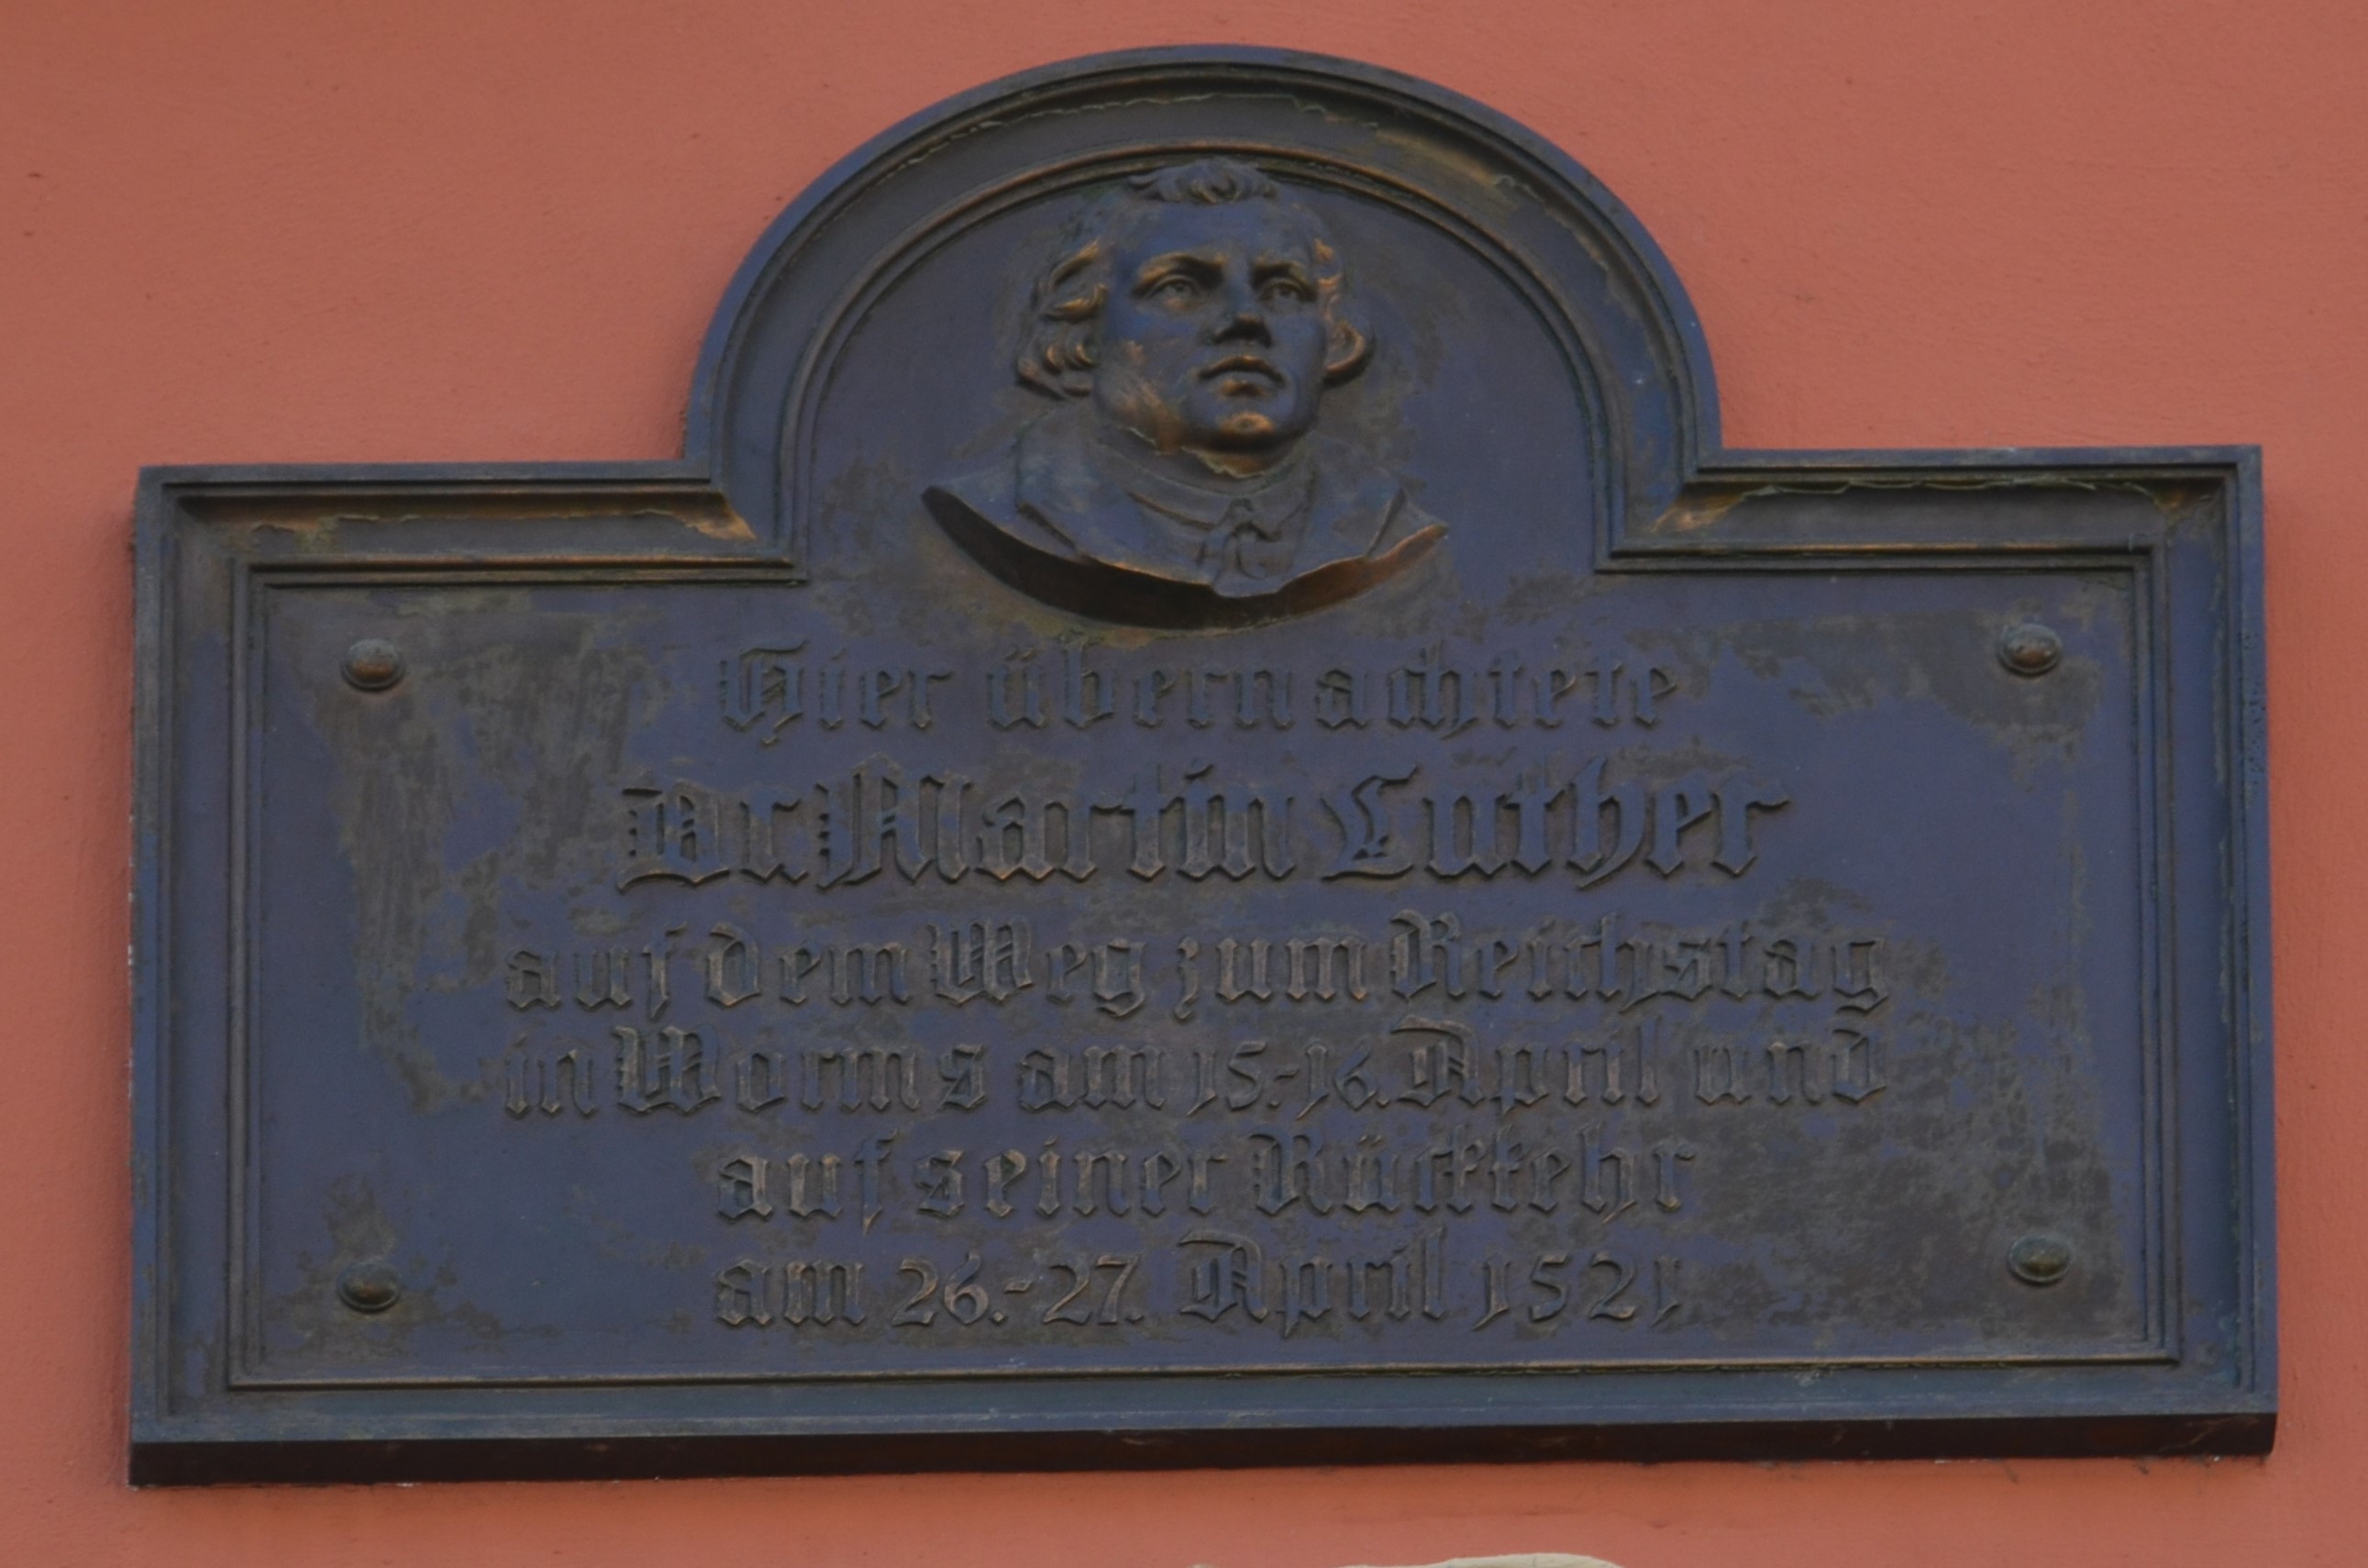 Hier übernachtete
Dr. Martin Luther
auf dem Weg zum Reichstag
in Worms am 15.-16. April und
auf seiner Rückkehr
am 26.-27. April 1521